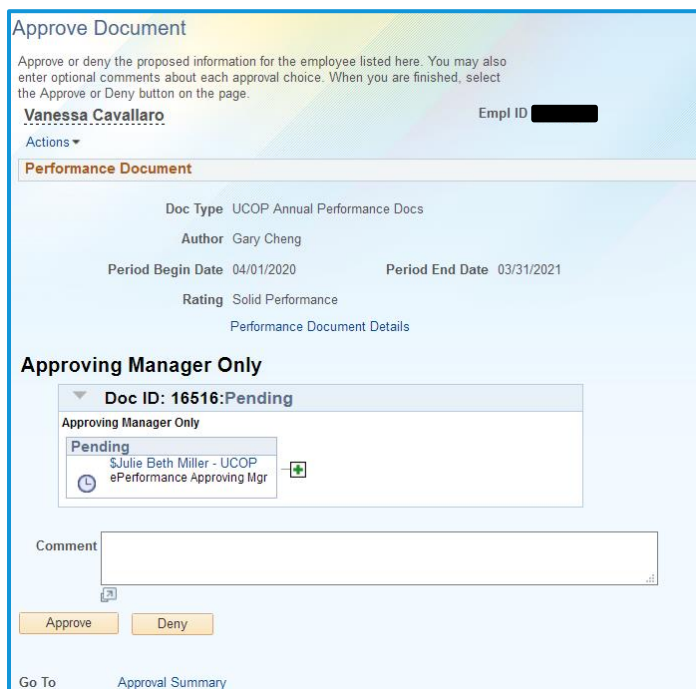 Approve Document
Approve or deny the proposed information for the employee listed here. You may also
enter optional comments about each approval choice. When you are finished, select
the Approve or Deny button on the page.
Vanessa Cavallaro Empl ID
Actions
Performance Document
Doc Type UCOP Annual Performance Docs
Author Gary Cheng
Period Begin Date 04/01/2020 Period End Date 03/31/2021
Rating Solid Performance
Performance Document Details
Approving Manager Only
Doc ID: 16516:Pending
Approving Manager Only
Pending
$Julie Beth Miller - UCOP
ePerformance Approving Mgr
Comment
Approve Deny
Go To Approval Summary